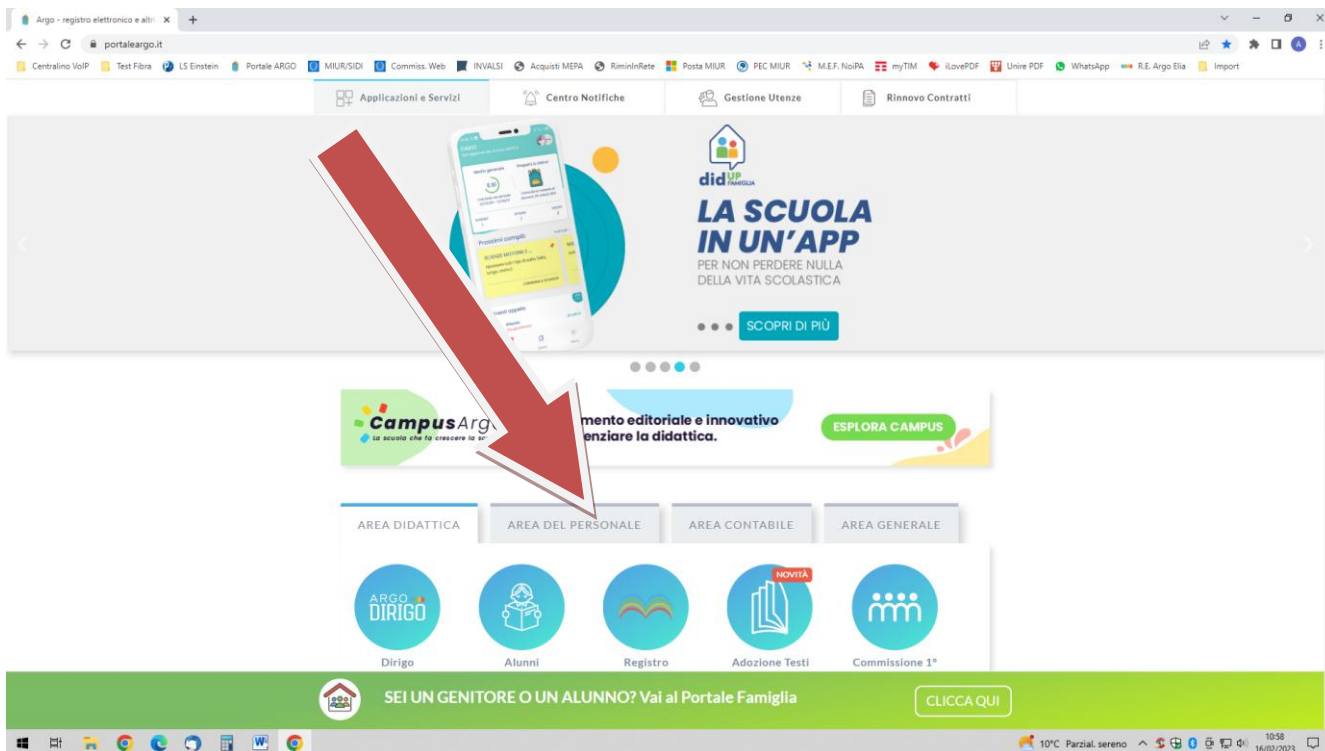 Argo - registro elettronico e altri
portaleargo.it
Centralino VoIP Test Fibra LS Einstein Portale ARGO MIUR/SIDI Commiss. Web INVALSI Acquisti MEPA RiminInRete Posta MIUR PEC MIUR M.E.F. NoiPA myTIM iLovePDF Unire PDF WhatsApp R.E. Argo Elia Import
Applicazioni e Servizi Centro Notifiche Gestione Utenze Rinnovo Contratti
didUP
FAMIGLIA
LA SCUOLA
IN UN'APP
PER NON PERDERE NULLA
DELLA VITA SCOLASTICA
SCOPRI DI PIÙ
Prossimi compiti
CampusArg
La scuola che fa crescere la
mento editoriale e innovativo
enziare la didattica.
ESPLORA CAMPUS
AREA DIDATTICA AREA DEL PERSONALE AREA CONTABILE AREA GENERALE
NOVITÀ
ARGO
DIRIGO
Dirigo Alunni Registro Adozione Testi Commissione 1°
SEI UN GENITORE O UN ALUNNO? Vai al Portale Famiglia CLICCA QUI
10°C Parzial. sereno
10:58
16/02/2023